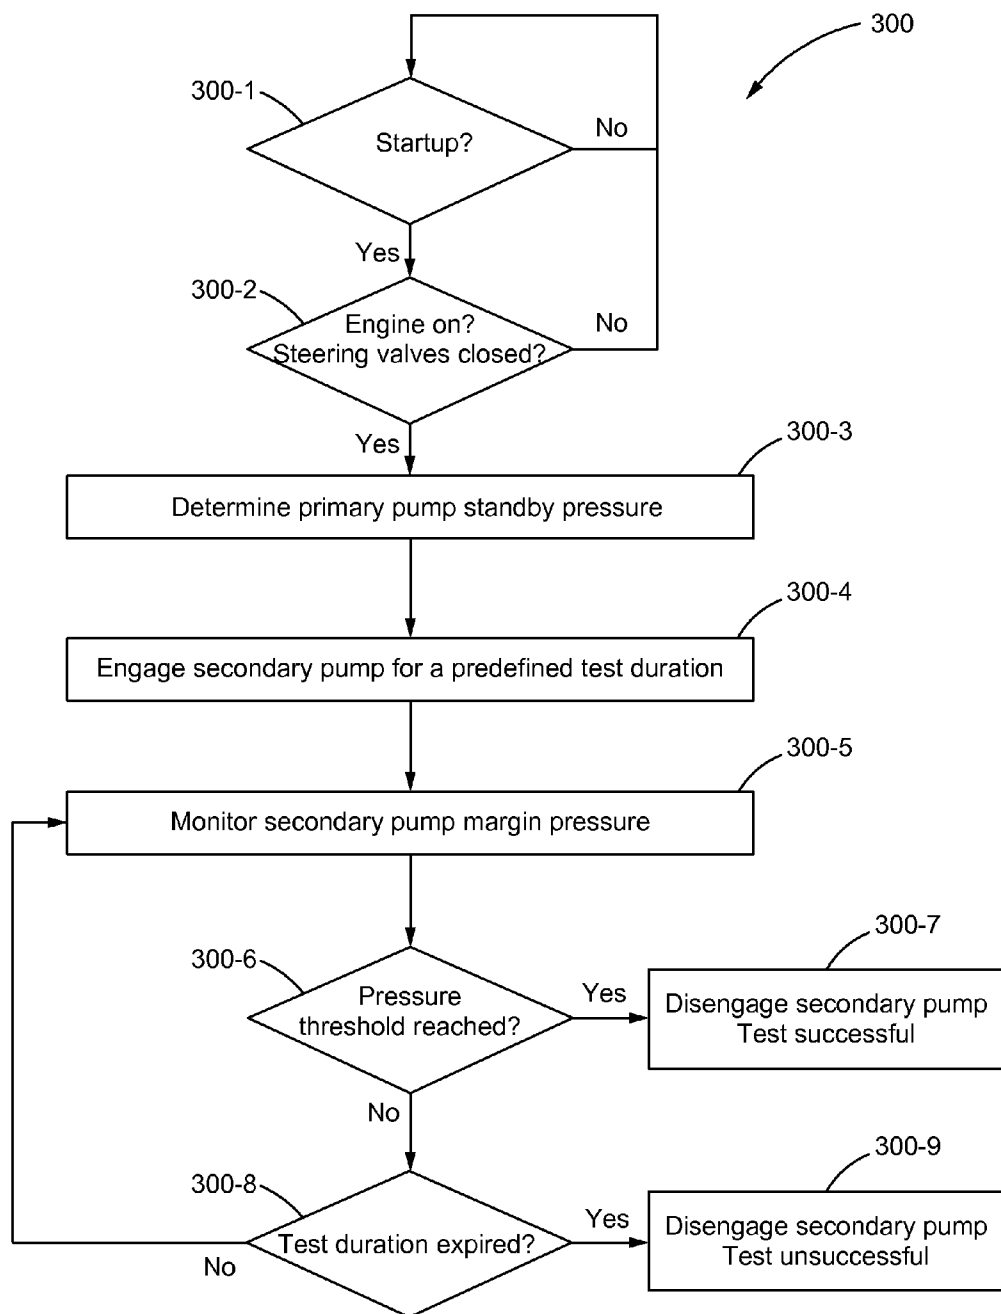 300
300-1
Startup?
No
Yes
300-2
Engine on?
Steering valves closed?
No
Yes
300-3
Determine primary pump standby pressure
300-4
Engage secondary pump for a predefined test duration
300-5
Monitor secondary pump margin pressure
300-6
Pressure
threshold reached?
Yes
300-7
Disengage secondary pump
Test successful
No
300-8
Test duration expired?
Yes
No
300-9
Disengage secondary pump
Test unsuccessful